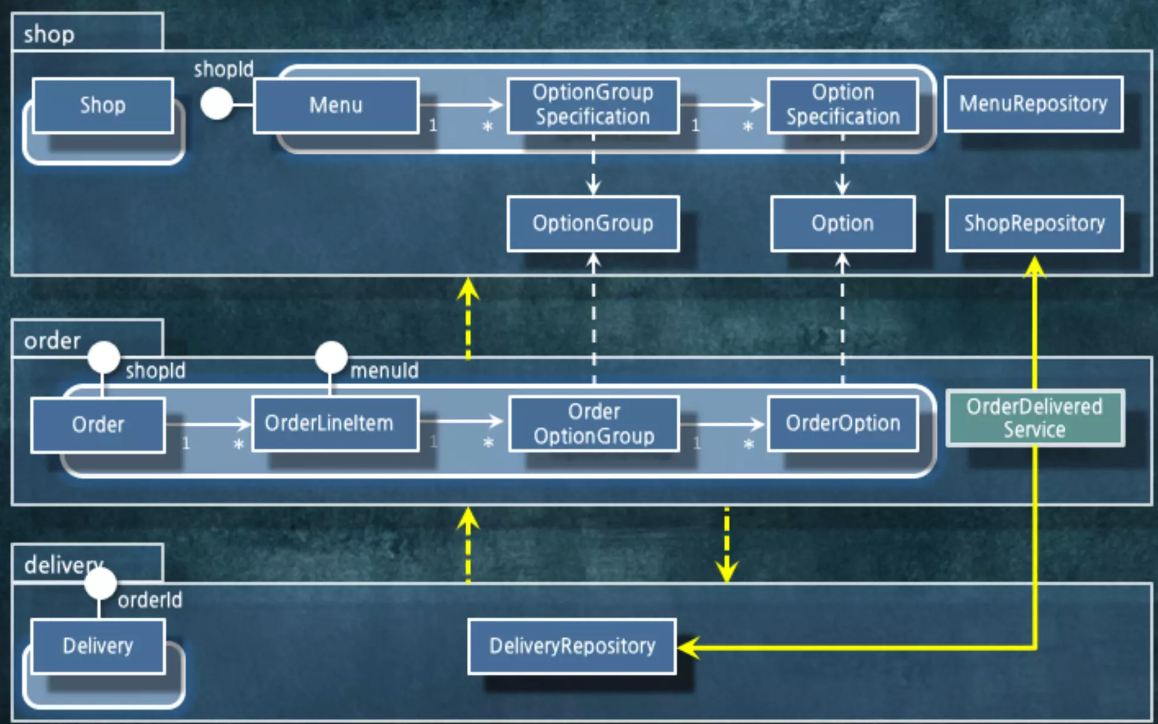 shop
shopId
Shop
Menu
OptionGroup
Specification
Option
Specification
MenuRepository
1
*
1
*
OptionGroup
Option
ShopRepository
order
shopId
menuId
Order
OrderLineItem
Order
OptionGroup
OrderOption
OrderDelivered
Service
1
*
1
*
1
*
delivery
orderId
Delivery
DeliveryRepository